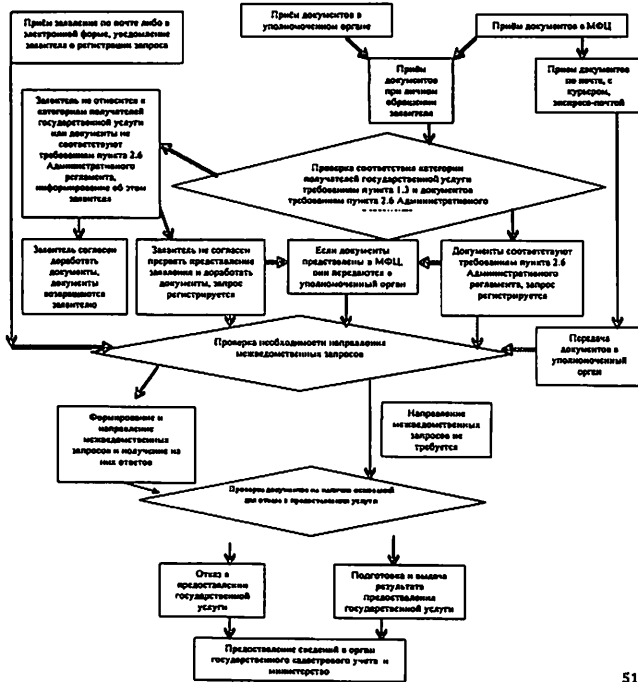 Приём заявления по почте либо в
электронной форме, уведомление
заявителя о регистрации запроса
Приём документов в
уполномоченном органе
Приём документов в МФЦ
Приём
документов
при личном
обращении
заявителя
Прием документов
по почте, с
курьером,
экспресс-почтой
Заявитель не относится к
категориям получателей
государственной услуги
или документы не
соответствуют
требованиям пункта 2.6
Административного
регламента,
информирование об этом
заявителя
Проверка соответствия категории
получателей государственной услуги
требованиям пункта 1.3 и документов
требованиям пункта 2.6 Административного
Заявитель согласен
доработать
документы,
документы
возвращаются
заявителю
Заявитель не согласен
прервать представление
заявления и доработать
документы, запрос
регистрируется
Если документы
представлены в МФЦ,
они передаются в
уполномоченный орган
Документы соответствуют
требованиям пункта 2.6
Административного
регламента, запрос
регистрируется
Проверка необходимости направления
межведомственных запросов
Передача
документов в
уполномоченный
орган
Формирование и
направление
межведомственных
запросов и получение на
них ответов
Направление
межведомственных
запросов не
требуется
Проверка документов на наличие оснований
для отказа в предоставлении услуги
Отказ в
предоставлении
государственной
услуги
Подготовка и выдача
результата
предоставления
государственной услуги
Предоставление сведений в орган
государственного кадастрового учета и
министерство
51